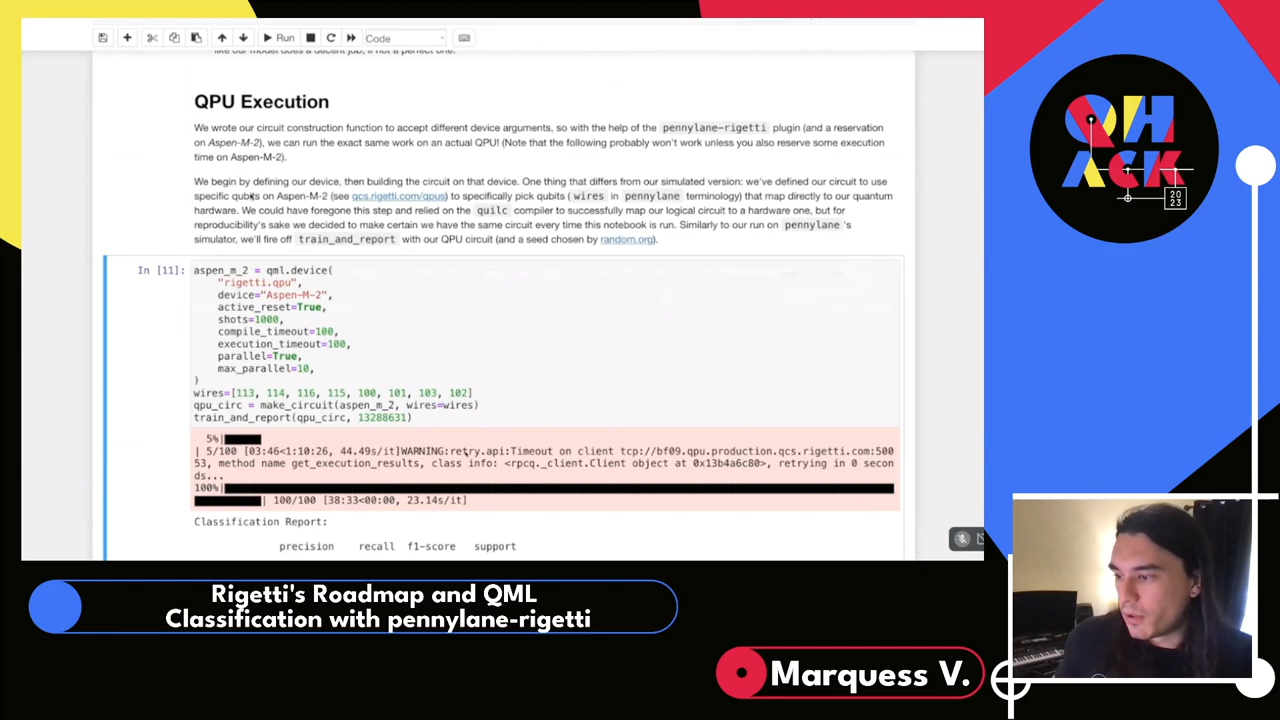 Run
Code
like our model does a decent job, if not a perfect one.
QPU Execution
We wrote our circuit construction function to accept different device arguments, so with the help of the pennylane-rigetti plugin (and a reservation
on Aspen-M-2), we can run the exact same work on an actual QPU! (Note that the following probably won't work unless you also reserve some execution
time on Aspen-M-2).
We begin by defining our device, then building the circuit on that device. One thing that differs from our simulated version: we've defined our circuit to use
specific qubits on Aspen-M-2 (see qcs.rigetti.com/qpus) to specifically pick qubits ( wires in pennylane terminology) that map directly to our quantum
hardware. We could have foregone this step and relied on the quilc compiler to successfully map our logical circuit to a hardware one, but for
reproducibility's sake we decided to make certain we have the same circuit every time this notebook is run. Similarly to our run on pennylane 's
simulator, we'll fire off train_and_report with our QPU circuit (and a seed chosen by random.org).
In [11]: aspen_m_2 = qml.device(
"rigetti.qpu",
device="Aspen-M-2",
active_reset=True,
shots=1000,
compile_timeout=100,
execution_timeout=100,
parallel=True,
max_parallel=10,
)
wires=[113, 114, 116, 115, 100, 101, 103, 102]
qpu_circ = make_circuit(aspen_m_2, wires=wires)
train_and_report(qpu_circ, 13288631)
5%|
| 5/100 [03:46<1:10:26, 44.49s/it]WARNING:retry.api:Timeout on client tcp://bf09.qpu.production.qcs.rigetti.com:500
53, method name get_execution_results, class info: <rpcq._client.Client object at 0x13b4a6c80>, retrying in 0 secon
ds...
100%|
| 100/100 [38:33<00:00, 23.14s/it]
Classification Report:
precision recall f1-score support
QH
ACK
20
23
Rigetti's Roadmap and QML
Classification with pennylane-rigetti
Marquess V.